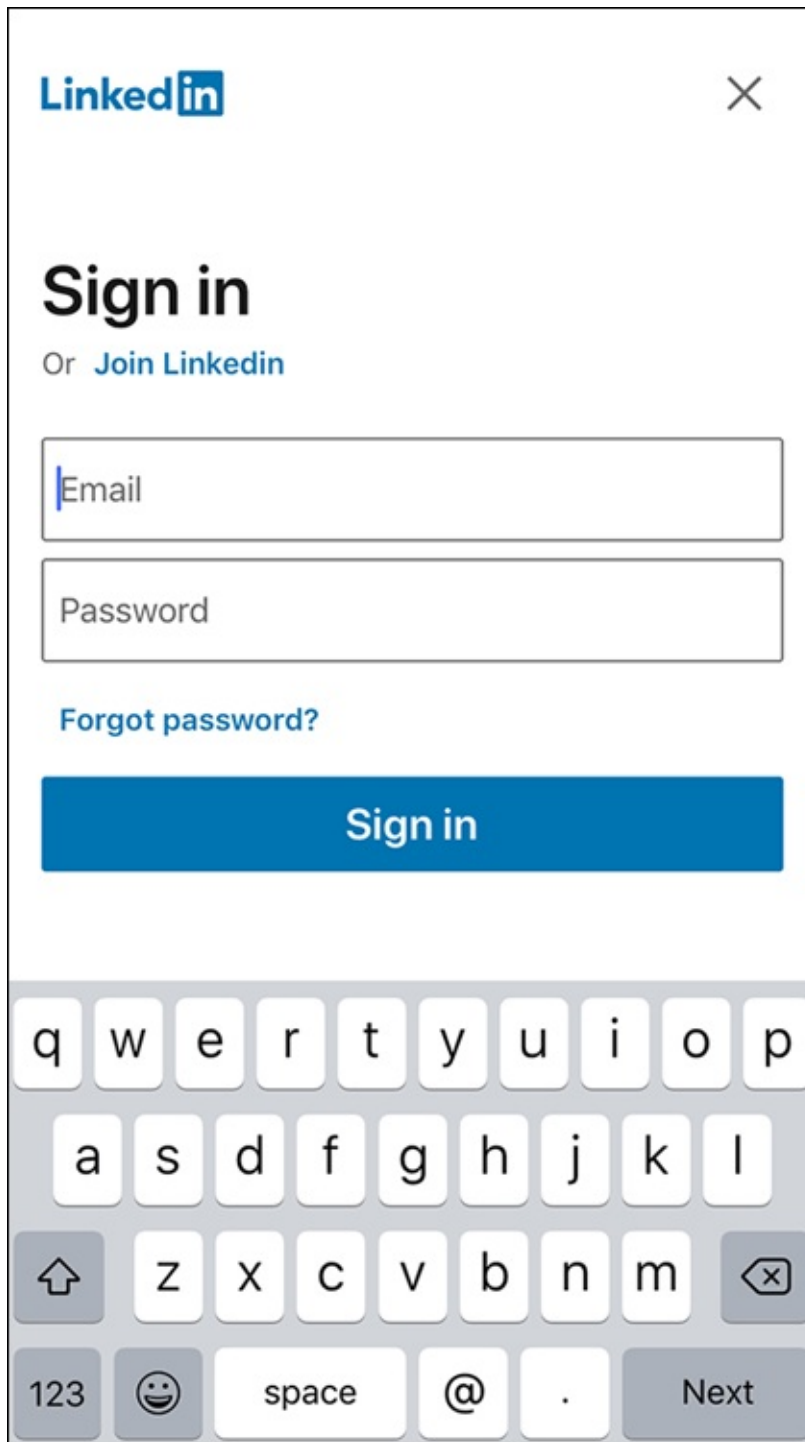 Linkedin
Sign in
Or Join Linkedin
Email
Password
Forgot password?
Sign in
q w e r t y u i o p
a s d f g h j k l
z x c v b n m
123 space @ . Next